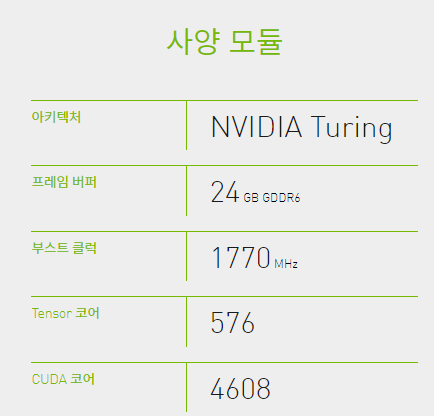 사양 모듈
아키텍처
NVIDIA Turing
프레임 버퍼
24 GB GDDR6
부스트 클럭
1770 MHz
Tensor 코어
576
CUDA 코어
4608